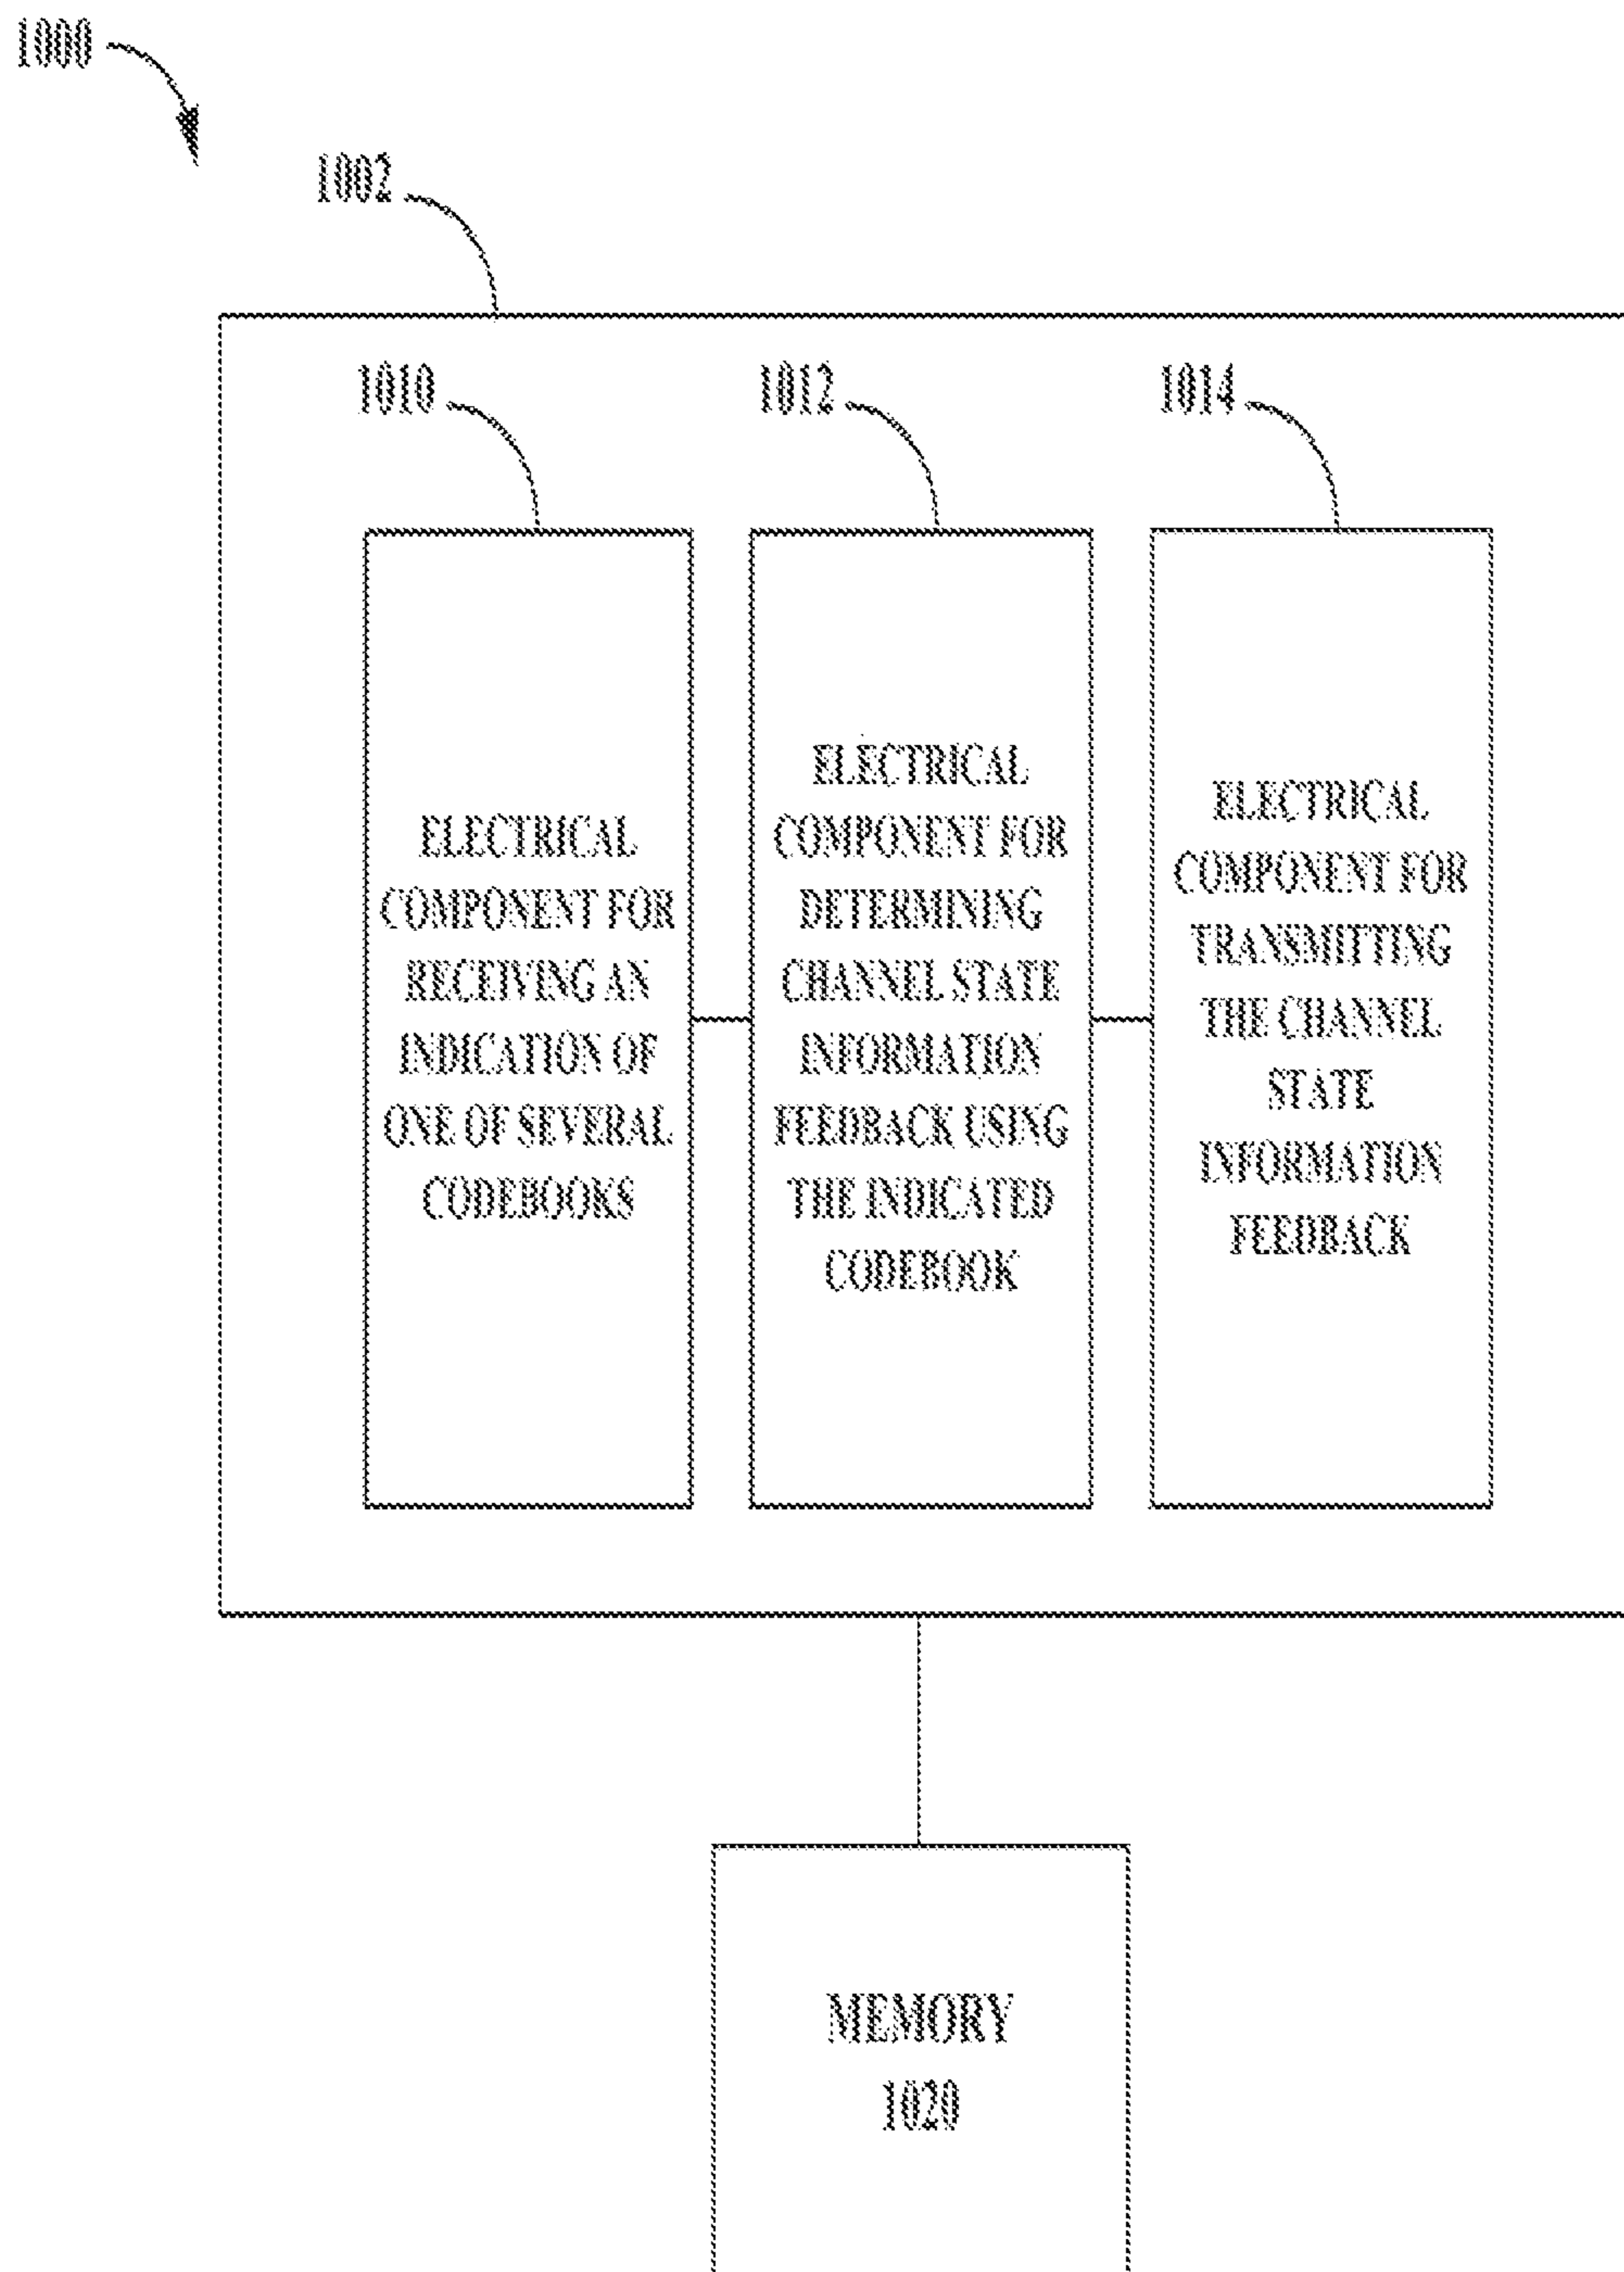 1000
1002
1010
1012
1014
ELECTRICAL
COMPONENT FOR
RECEIVING AN
INDICATION OF
ONE OF SEVERAL
CODEBOOKS
ELECTRICAL
COMPONENT FOR
DETERMINING
CHANNEL STATE
INFORMATION
FEEDBACK USING
THE INDICATED
CODEBOOK
ELECTRICAL
COMPONENT FOR
TRANSMITTING
THE CHANNEL
STATE
INFORMATION
FEEDBACK
MEMORY
1020